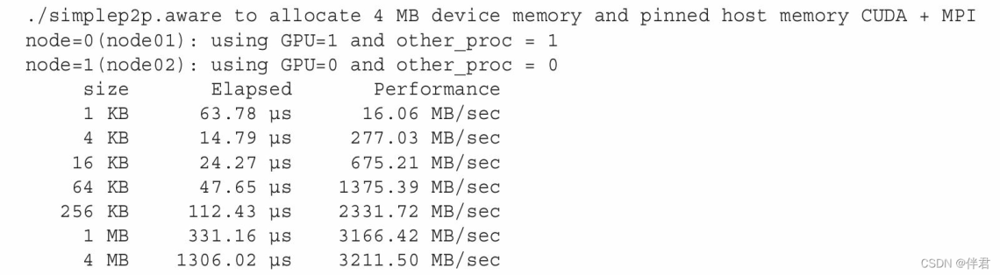 ./simplep2p.aware to allocate 4 MB device memory and pinned host memory CUDA + MPI
node=0(node01): using GPU=1 and other_proc = 1
node=1(node02): using GPU=0 and other_proc = 0
size Elapsed Performance
1 KB 63.78 µs 16.06 MB/sec
4 KB 14.79 µs 277.03 MB/sec
16 KB 24.27 µs 675.21 MB/sec
64 KB 47.65 µs 1375.39 MB/sec
256 KB 112.43 µs 2331.72 MB/sec
1 MB 331.16 µs 3166.42 MB/sec
4 MB 1306.02 µs 3211.50 MB/sec
CSDN @伴君